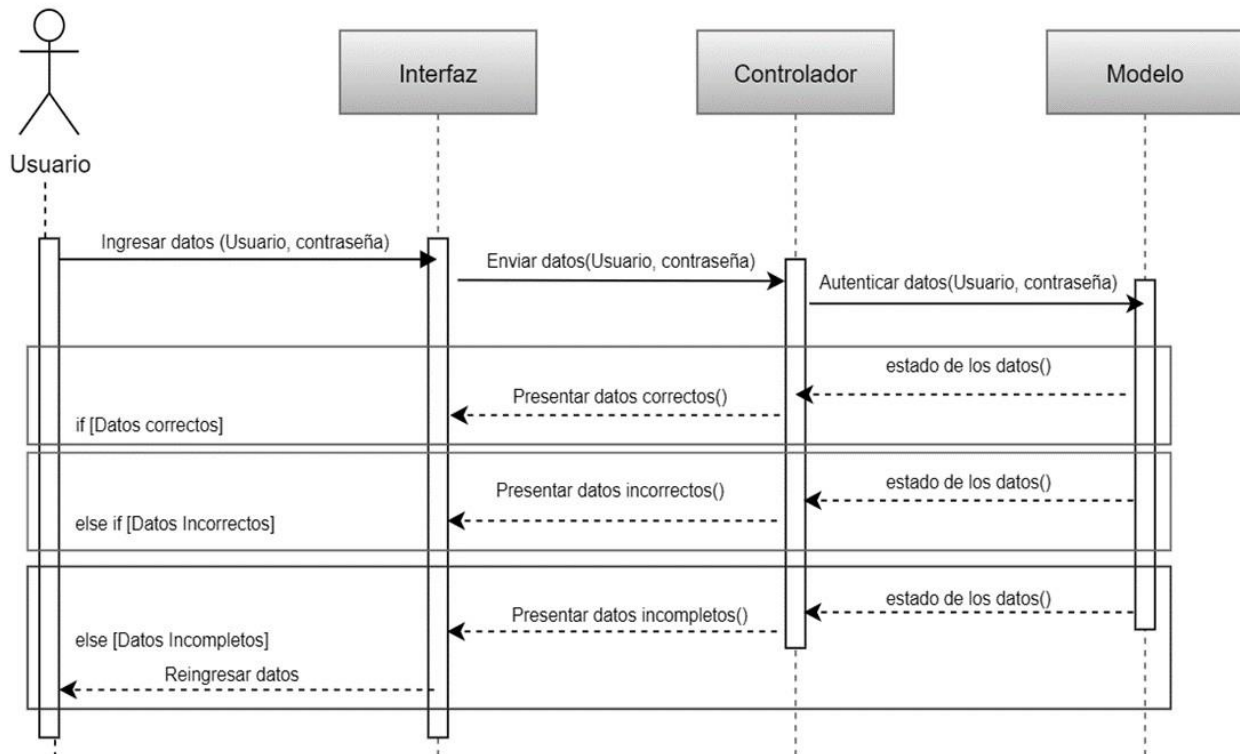 Usuario
Interfaz
Controlador
Modelo
Ingresar datos (Usuario, contraseña)
Enviar datos(Usuario, contraseña)
Autenticar datos(Usuario, contraseña)
estado de los datos()
Presentar datos correctos()
if [Datos correctos]
estado de los datos()
Presentar datos incorrectos()
else if [Datos Incorrectos]
estado de los datos()
Presentar datos incompletos()
else [Datos Incompletos]
Reingresar datos